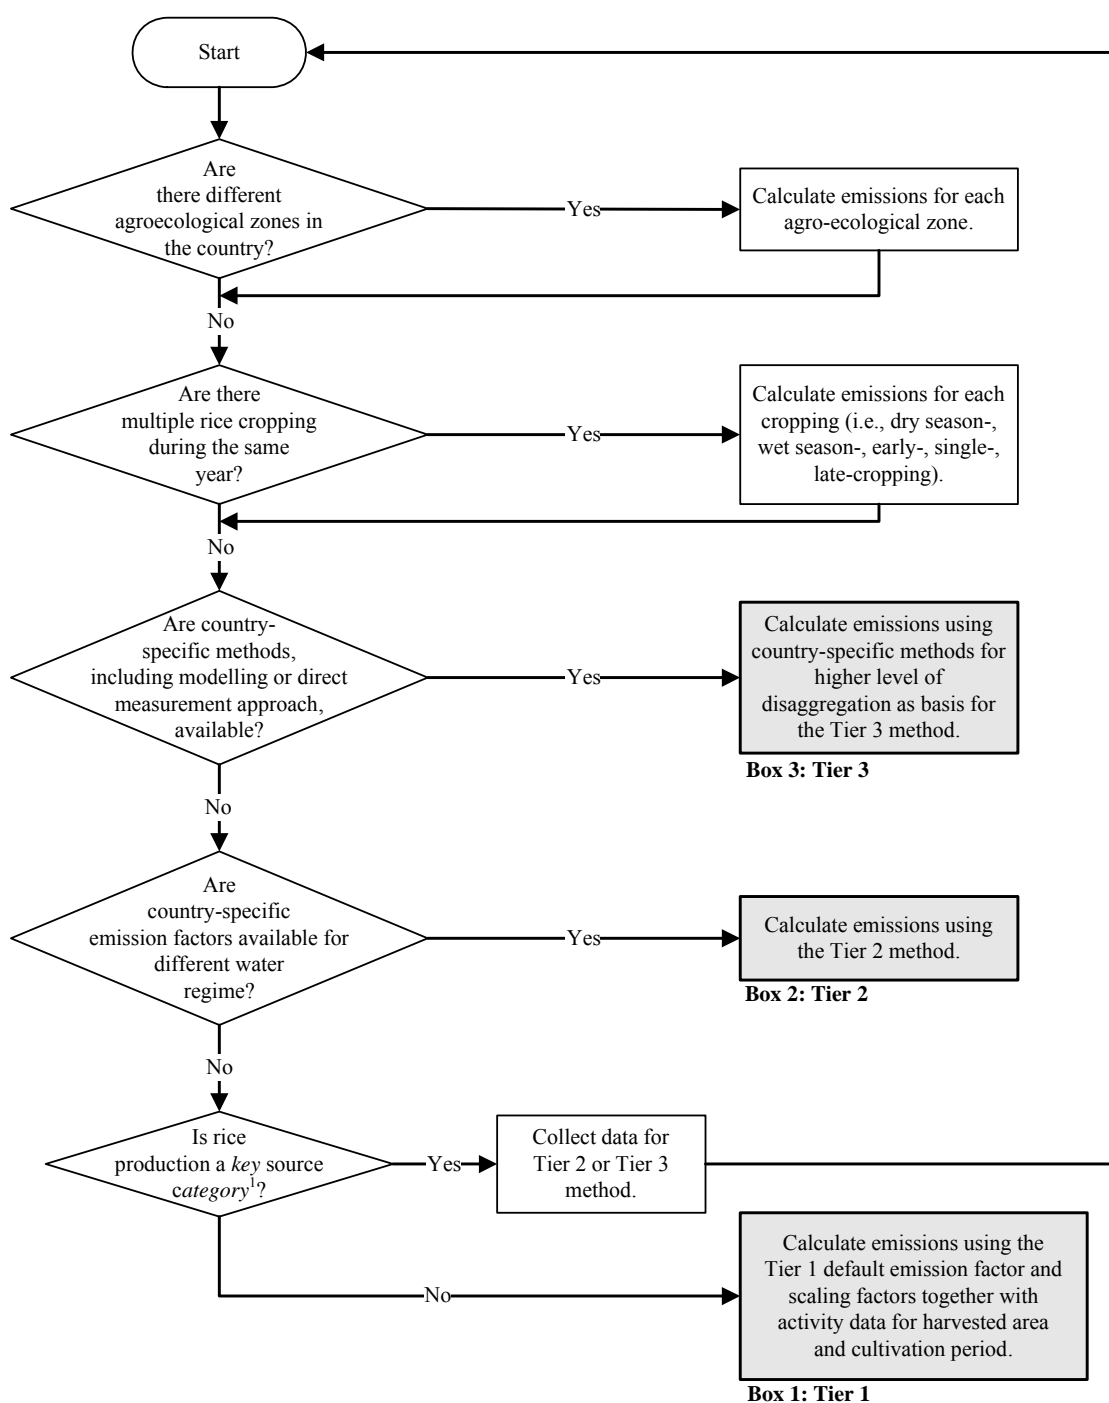 Start
Are
there different
agroecological zones in
the country?
Yes
Calculate emissions for each
agro-ecological zone.
No
Are there
multiple rice cropping
during the same
year?
Yes
Calculate emissions for each
cropping (i.e., dry season-,
wet season-, early-, single-,
late-cropping).
No
Are country-
specific methods,
including modelling or direct
measurement approach,
available?
Yes
Calculate emissions using
country-specific methods for
higher level of
disaggregation as basis for
the Tier 3 method.
Box 3: Tier 3
No
Are
country-specific
emission factors available for
different water
regime?
Yes
Calculate emissions using
the Tier 2 method.
Box 2: Tier 2
No
Is rice
production a key source
category1?
Yes
Collect data for
Tier 2 or Tier 3
method.
No
Calculate emissions using the
Tier 1 default emission factor and
scaling factors together with
activity data for harvested area
and cultivation period.
Box 1: Tier 1